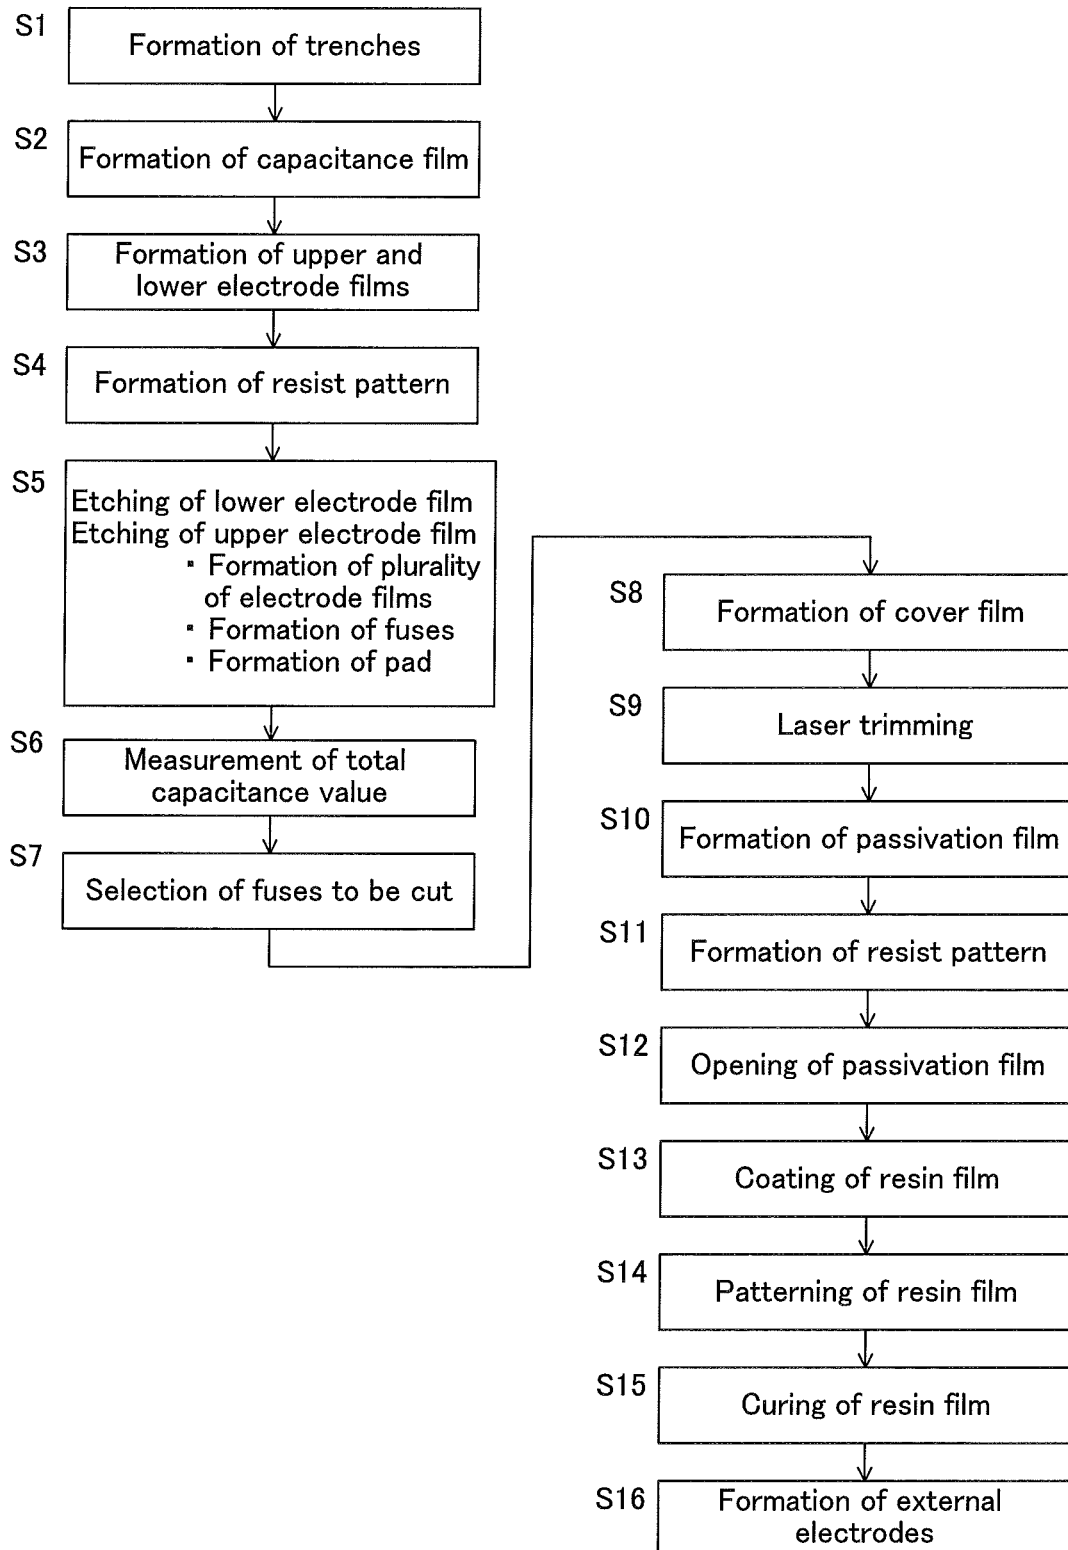 S1
Formation of trenches
S2
Formation of capacitance film
S3
Formation of upper and
lower electrode films
S4
Formation of resist pattern
S5
Etching of lower electrode film
Etching of upper electrode film
▪ Formation of plurality
of electrode films
▪ Formation of fuses
▪ Formation of pad
S6
Measurement of total
capacitance value
S7
Selection of fuses to be cut
S8
Formation of cover film
S9
Laser trimming
S10
Formation of passivation film
S11
Formation of resist pattern
S12
Opening of passivation film
S13
Coating of resin film
S14
Patterning of resin film
S15
Curing of resin film
S16
Formation of external
electrodes